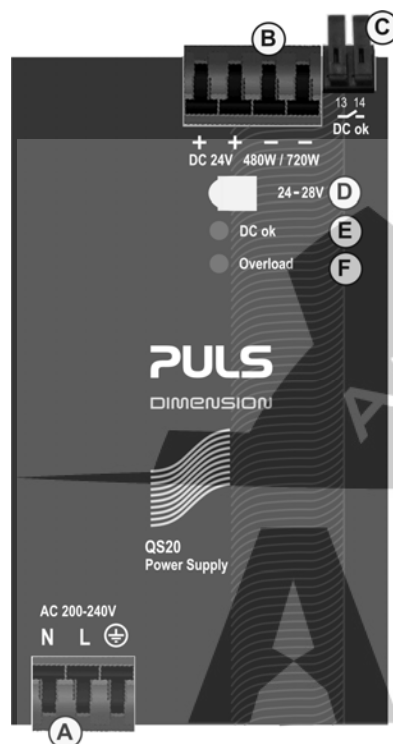 B
C
13 14
DC ok
+ + − −
DC 24V 480W / 720W
24–28V D
DC ok E
Overload F
PULS
DIMENSION
QS20
Power Supply
AC 200-240V
N L
A